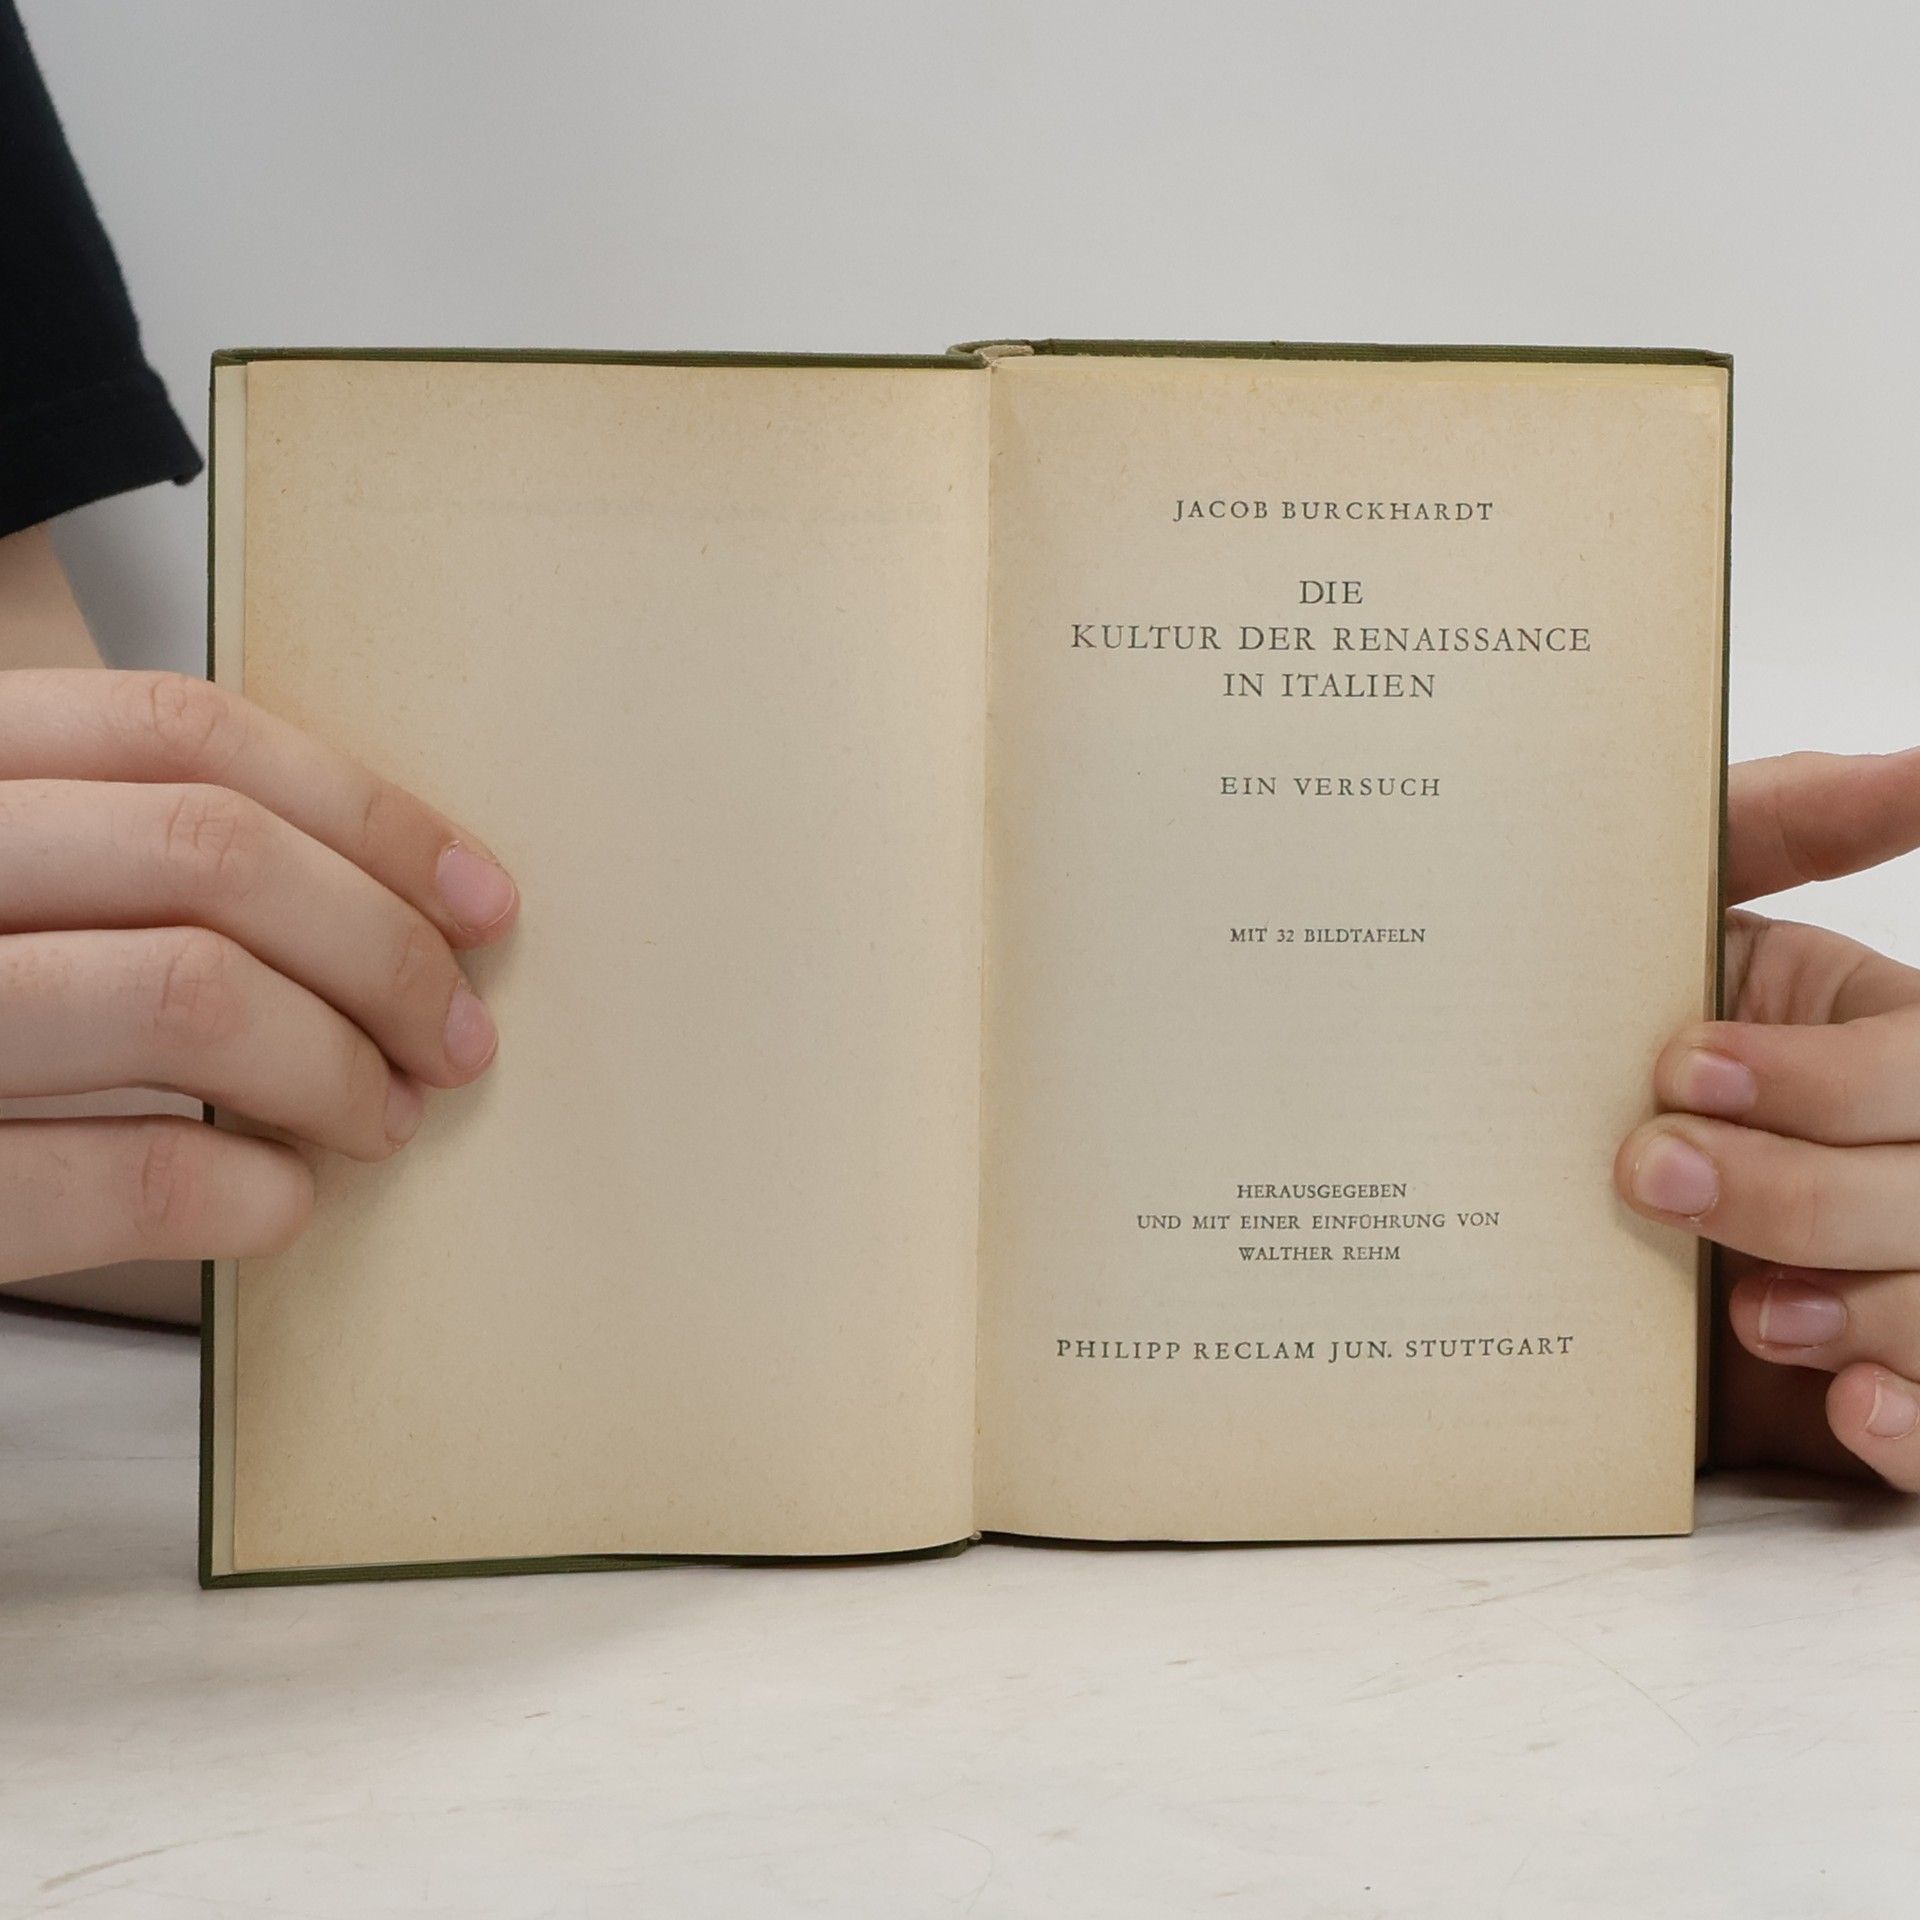 JACOB BURCKHARDT
DIE
KULTUR DER RENAISSANCE
IN ITALIEN
EIN VERSUCH
MIT 32 BILDTAFELN
HERAUSGEGEBEN
UND MIT EINER EINFÜHRUNG VON
WALTHER REHM
PHILIPP RECLAM JUN. STUTTGART